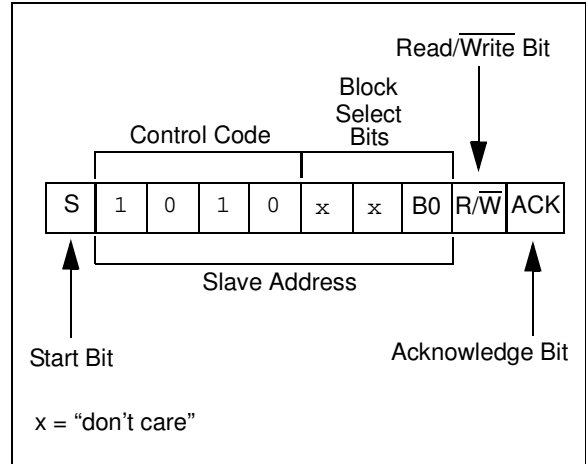 Read/Write Bit
Block
Select
Bits
Control Code
S 1 0 1 0 x x B0 R/W ACK
Slave Address
Start Bit
Acknowledge Bit
x = “don’t care”